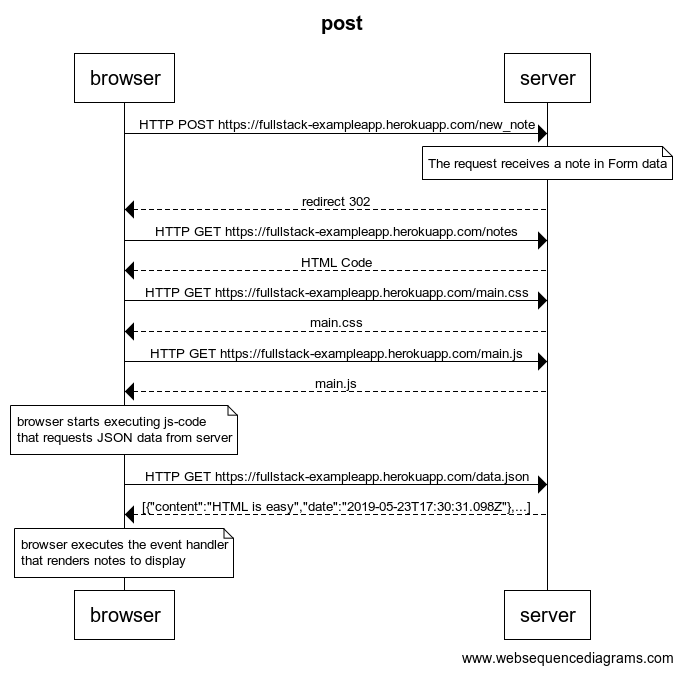 post
browser
server
HTTP POST https://fullstack-exampleapp.herokuapp.com/new_note
The request receives a note in Form data
redirect 302
HTTP GET https://fullstack-exampleapp.herokuapp.com/notes
HTML Code
HTTP GET https://fullstack-exampleapp.herokuapp.com/main.css
main.css
HTTP GET https://fullstack-exampleapp.herokuapp.com/main.js
main.js
browser starts executing js-code
that requests JSON data from server
HTTP GET https://fullstack-exampleapp.herokuapp.com/data.json
[{"content":"HTML is easy","date":"2019-05-23T17:30:31.098Z"},...]
browser executes the event handler
that renders notes to display
browser
server
www.websequencediagrams.com